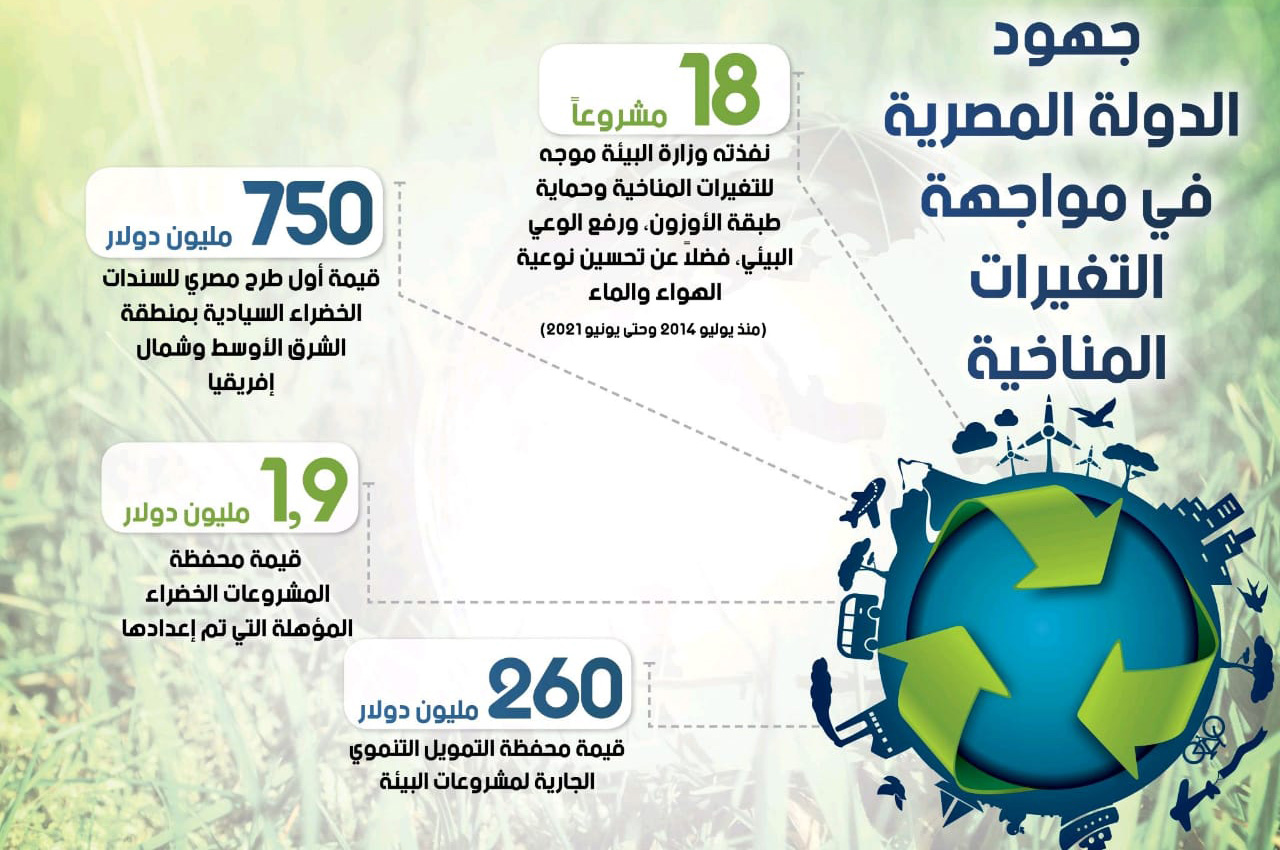 جهود
الدولة المصرية
في مواجهة
التغيرات
المناخية
18 مشروعاً
نفذته وزارة البيئة موجه
للتغيرات المناخية وحماية
طبقة الأوزون، ورفع الوعي
البيئي، فضلاً عن تحسين نوعية
الهواء والماء
(منذ يوليو 2014 وحتى يونيو 2021)
750 مليون دولار
قيمة أول طرح مصري للسندات
الخضراء السيادية بمنطقة
الشرق الأوسط وشمال
إفريقيا
1,9 مليون دولار
قيمة محفظة
المشروعات الخضراء
المؤهلة التي تم إعدادها
260 مليون دولار
قيمة محفظة التمويل التنموي
الجارية لمشروعات البيئة